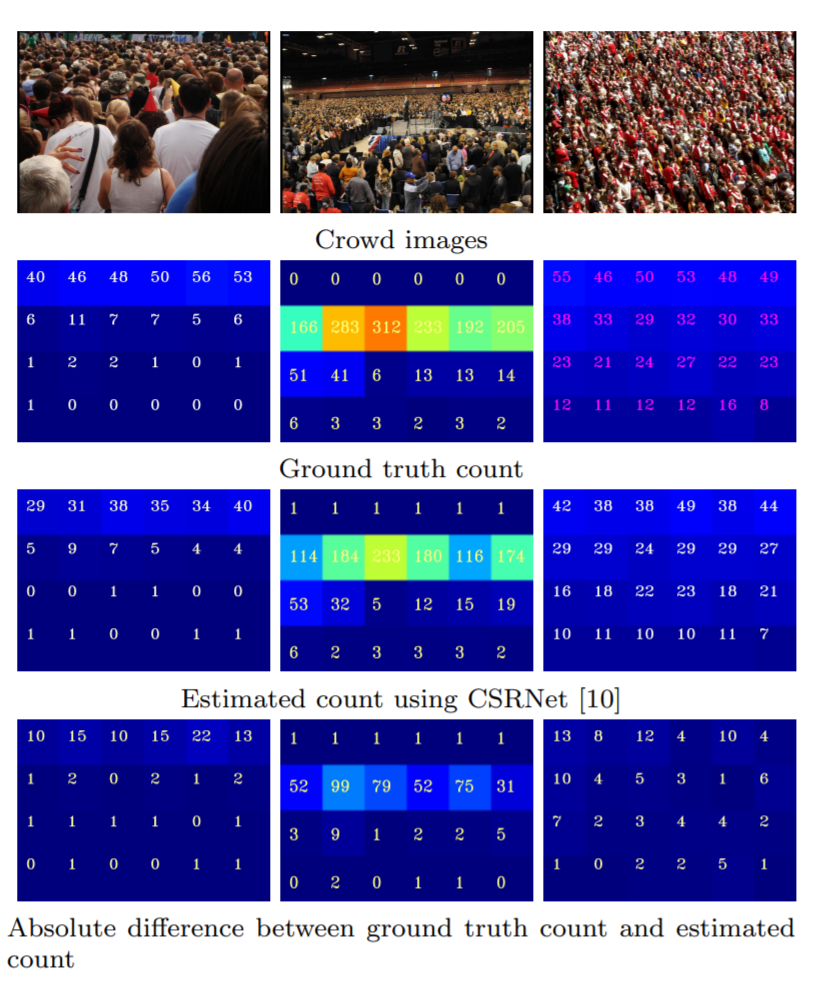 Crowd images
40 46 48 50 56 53
6 11 7 7 5 6
1 2 2 1 0 1
1 0 0 0 0 0
0 0 0 0 0 0
166 283 312 233 192 205
51 41 6 13 13 14
6 3 3 2 3 2
55 46 50 53 48 49
38 33 29 32 30 33
23 21 24 27 22 23
12 11 12 12 16 8
Ground truth count
29 31 38 35 34 40
5 9 7 5 4 4
0 0 1 1 0 0
1 1 0 0 1 1
1 1 1 1 1 1
114 184 233 180 116 174
53 32 5 12 15 19
6 2 3 3 3 2
42 38 38 49 38 44
29 29 24 29 29 27
16 18 22 23 18 21
10 11 10 10 11 7
Estimated count using CSRNet [10]
10 15 10 15 22 13
1 2 0 2 1 2
1 1 1 1 0 1
0 1 0 0 1 1
1 1 1 1 1 1
52 99 79 52 75 31
3 9 1 2 2 5
0 2 0 1 1 0
13 8 12 4 10 4
10 4 5 3 1 6
7 2 3 4 4 2
1 0 2 2 5 1
Absolute difference between ground truth count and estimated
count